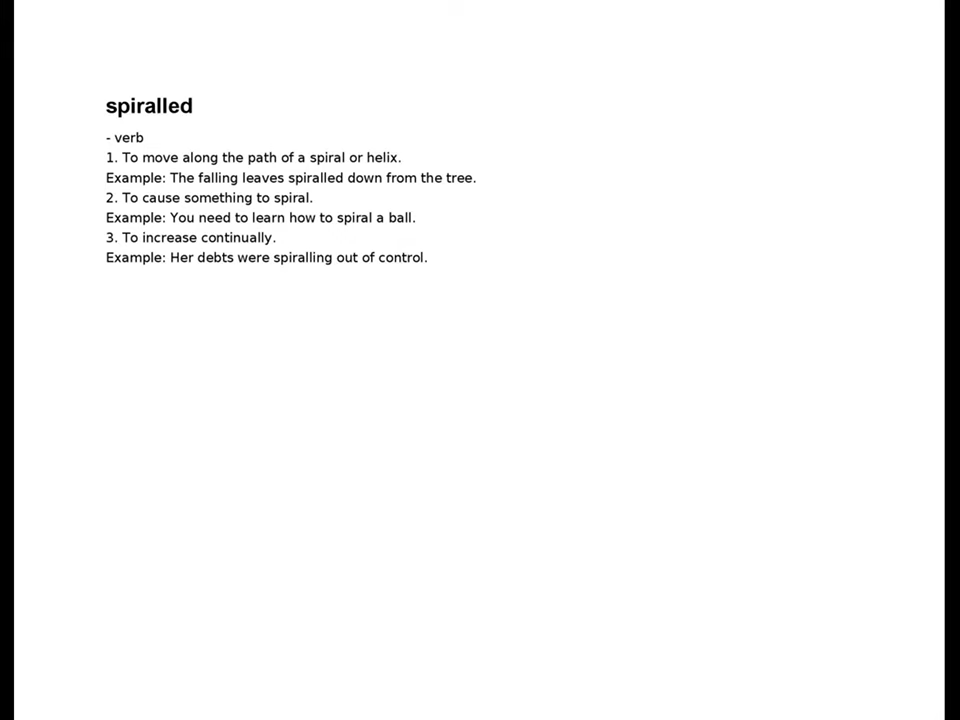 spiralled
- verb
1. To move along the path of a spiral or helix.
Example: The falling leaves spiralled down from the tree.
2. To cause something to spiral.
Example: You need to learn how to spiral a ball.
3. To increase continually.
Example: Her debts were spiralling out of control.